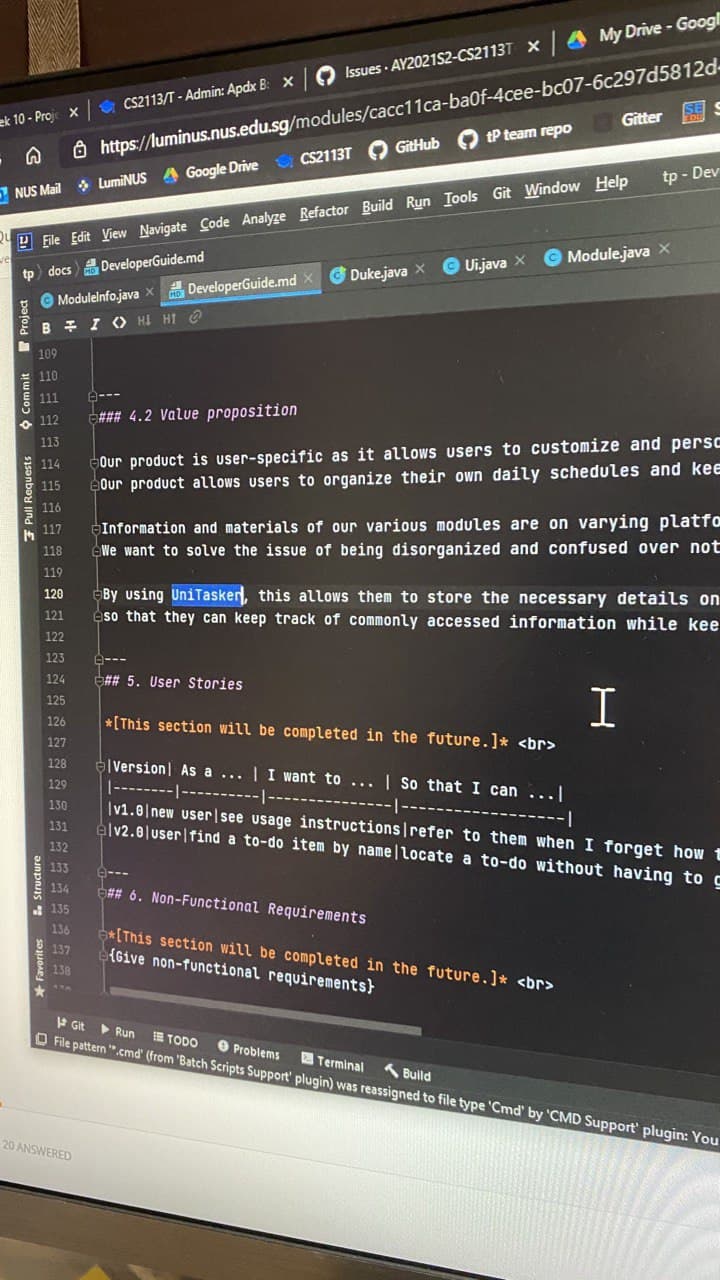 CS2113/T - Admin: Apdx B:
Issues · AY2021S2-CS2113T
My Drive - Googl
https://luminus.nus.edu.sg/modules/cacc11ca-ba0f-4cee-bc07-6c297d5812d
NUS Mail LumiNUS Google Drive CS2113T GitHub tP team repo Gitter
File Edit View Navigate Code Analyze Refactor Build Run Tools Git Window Help tp - Dev
tp docs DeveloperGuide.md
ModuleInfo.java DeveloperGuide.md Duke.java Ui.java Module.java
Project
Commit
Pull Requests
109
110
111 ---
112 ### 4.2 Value proposition
113
114 Our product is user-specific as it allows users to customize and perso
115 Our product allows users to organize their own daily schedules and kee
116
117 Information and materials of our various modules are on varying platfo
118 We want to solve the issue of being disorganized and confused over not
119
120 By using UniTasker, this allows them to store the necessary details on
121 so that they can keep track of commonly accessed information while kee
122
123 ---
124 ## 5. User Stories
125
126 *[This section will be completed in the future.]* <br>
127
128 |Version| As a ... | I want to ... | So that I can ...|
129 |--------|----------|---------------|------------------|
130 |v1.0|new user|see usage instructions|refer to them when I forget how t
131 |v2.0|user|find a to-do item by name|locate a to-do without having to g
132
133 ---
134 ## 6. Non-Functional Requirements
135
136 *[This section will be completed in the future.]* <br>
137 {Give non-functional requirements}
138
Structure
Favorites
Git Run TODO Problems Terminal Build
File pattern '*.cmd' (from 'Batch Scripts Support' plugin) was reassigned to file type 'Cmd' by 'CMD Support' plugin: You
20 ANSWERED